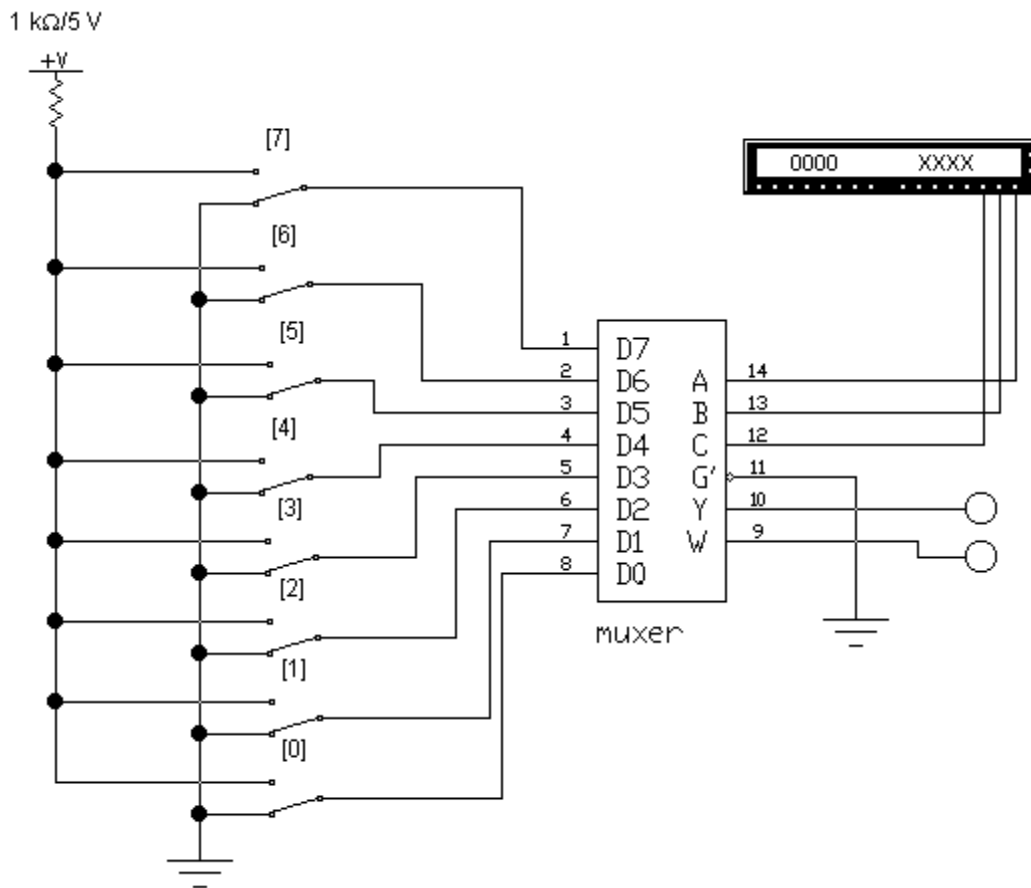 1 kΩ/5 V
+V
[7]
0000 XXXX
[6]
[5]
1 D7
2 D6 A 14
3 D5 B 13
[4]
4 D4 C 12
5 D3 G' 11
[3]
6 D2 Y 10
7 D1 W 9
8 D0
[2]
muxer
[1]
[0]